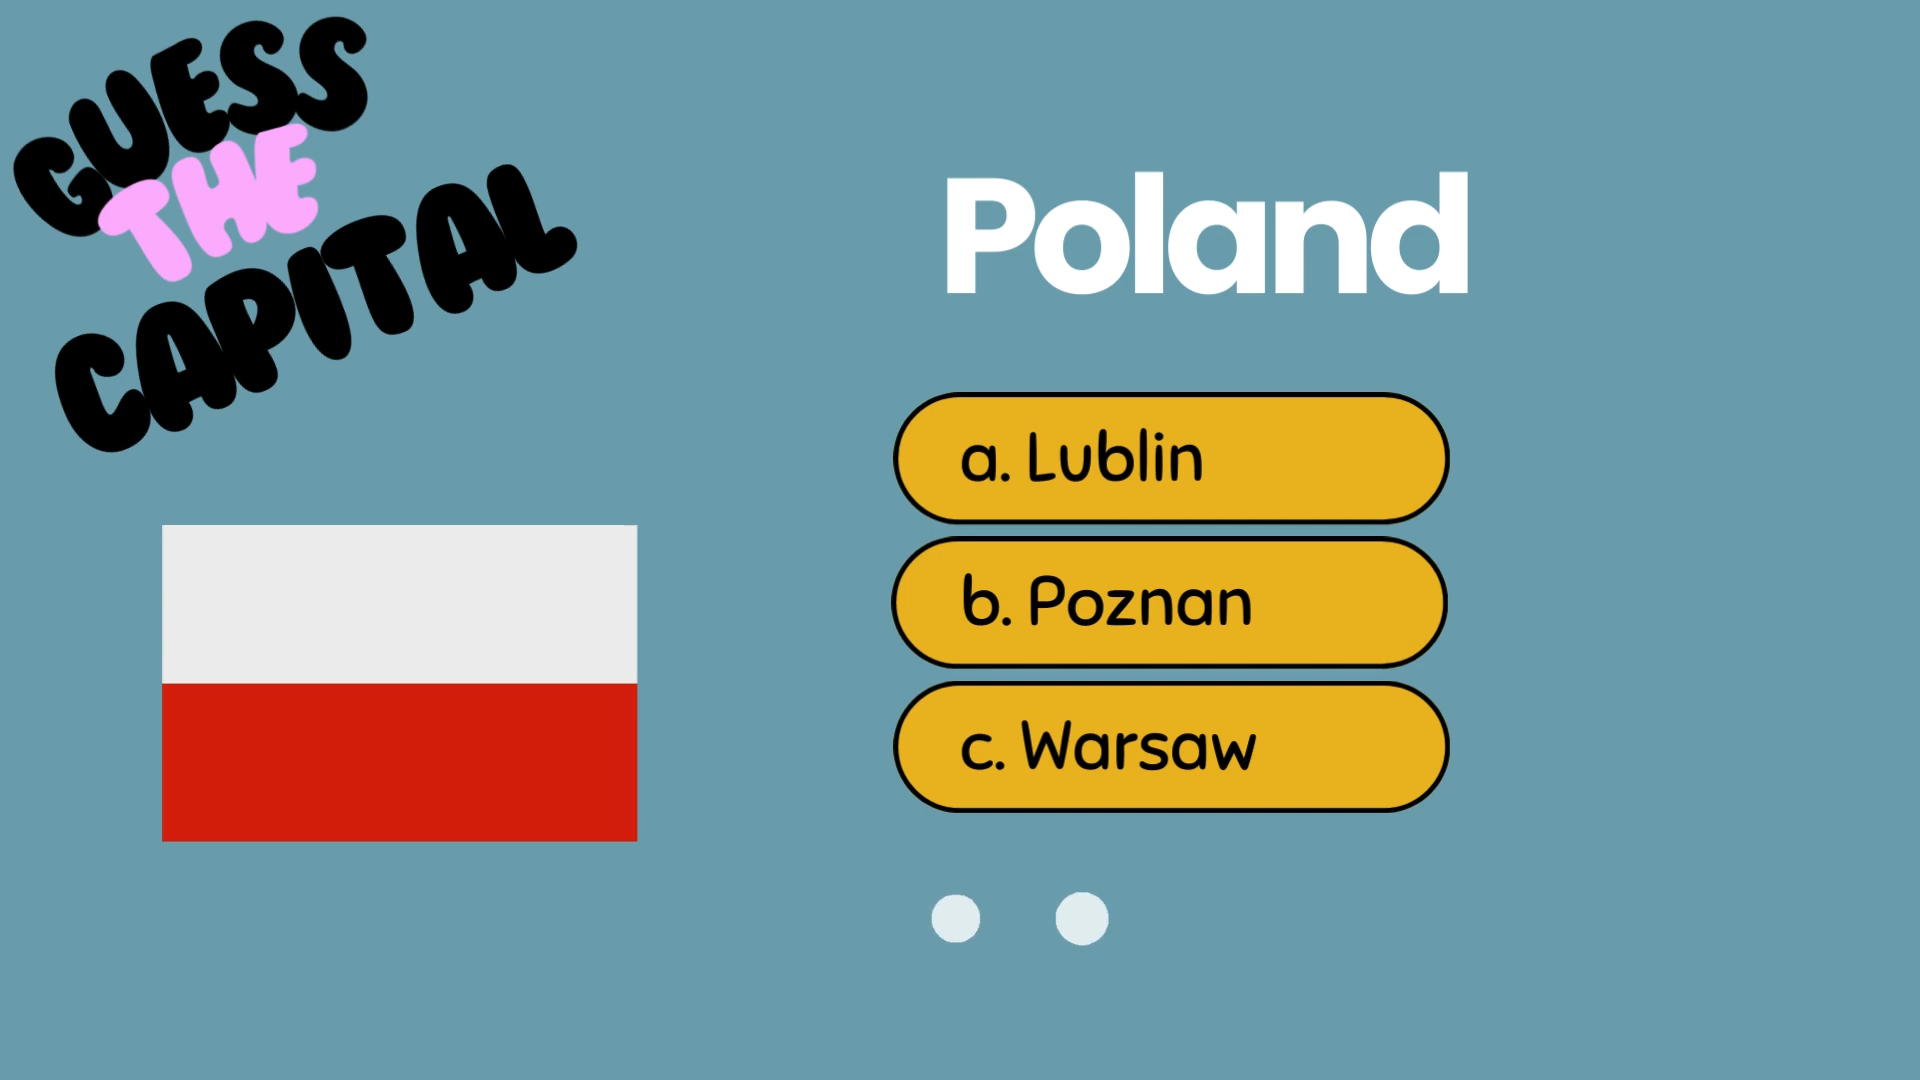 GUESS
THE
CAPITAL
Poland
a. Lublin
b. Poznan
c. Warsaw